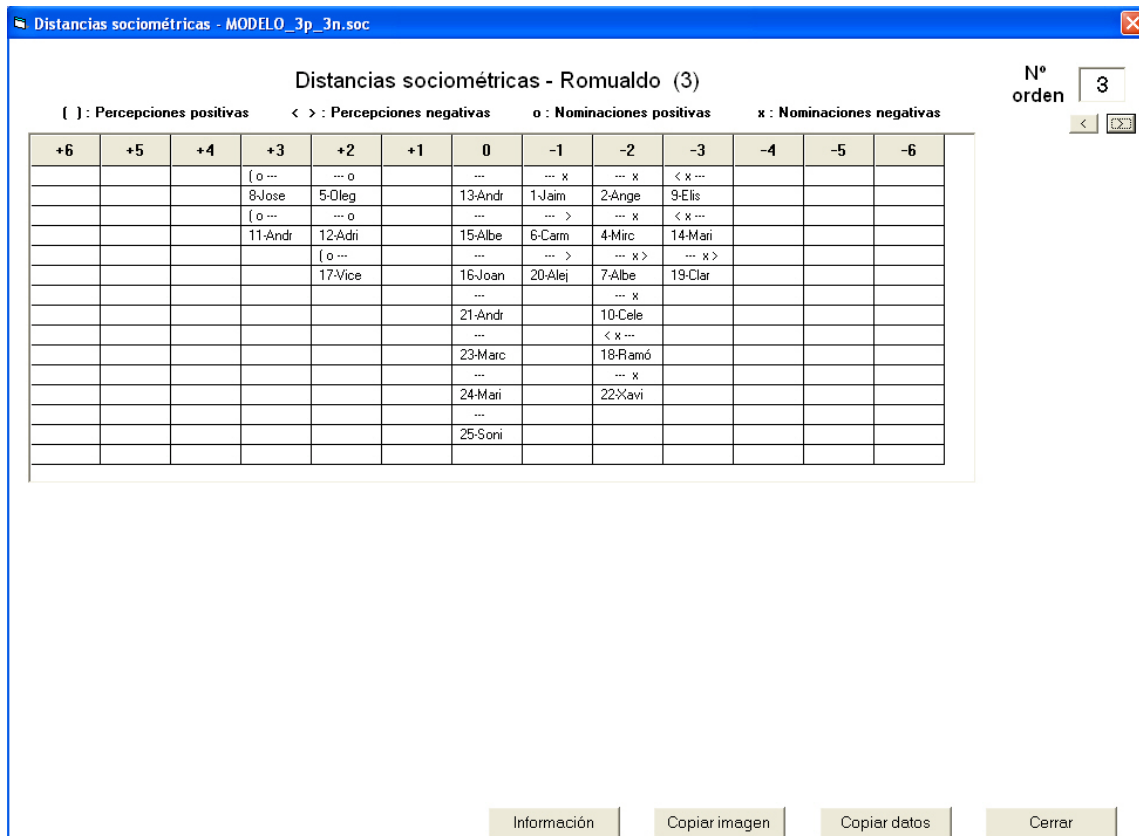 Distancias sociométricas - MODELO_3p_3n.soc
Distancias sociométricas - Romualdo (3)
Nº orden 3
( ) : Percepciones positivas < > : Percepciones negativas o : Nominaciones positivas x : Nominaciones negativas
< >
+6 +5 +4 +3 +2 +1 0 -1 -2 -3 -4 -5 -6
( o --- --- o --- --- x --- x < x ---
8-Jose 5-Oleg 13-Andr 1-Jaim 2-Ange 9-Elis
( o --- --- o --- --- > --- x < x ---
11-Andr 12-Adri 15-Albe 6-Carm 4-Mirc 14-Mari
( o --- --- --- > --- x > --- x >
17-Vice 16-Joan 20-Alej 7-Albe 19-Clar
--- --- x
21-Andr 10-Cele
--- < x ---
23-Marc 18-Ramó
--- --- x
24-Mari 22-Xavi
---
25-Soni
Información Copiar imagen Copiar datos Cerrar